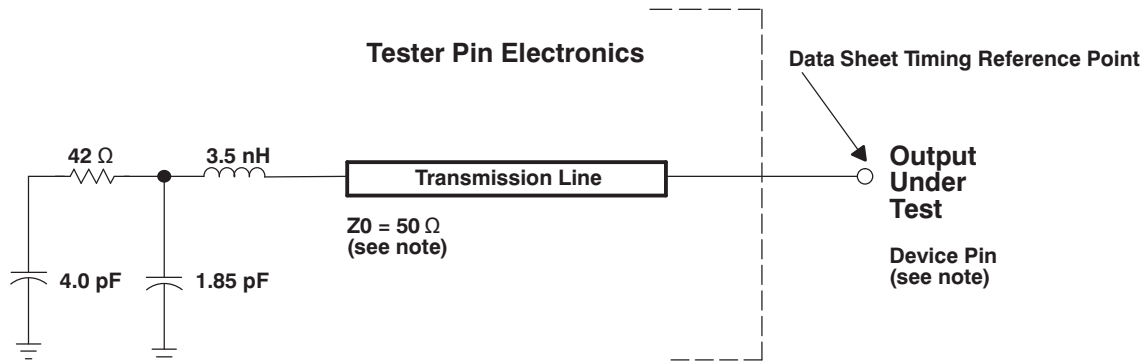 Tester Pin Electronics
Data Sheet Timing Reference Point
42 Ω
3.5 nH
Transmission Line
Output
Under
Test
Z0 = 50 Ω
(see note)
Device Pin
(see note)
4.0 pF
1.85 pF